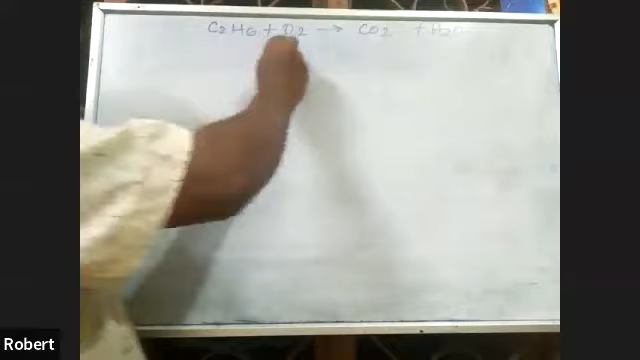 C2H6 + O2 → CO2 + H2O
Robert